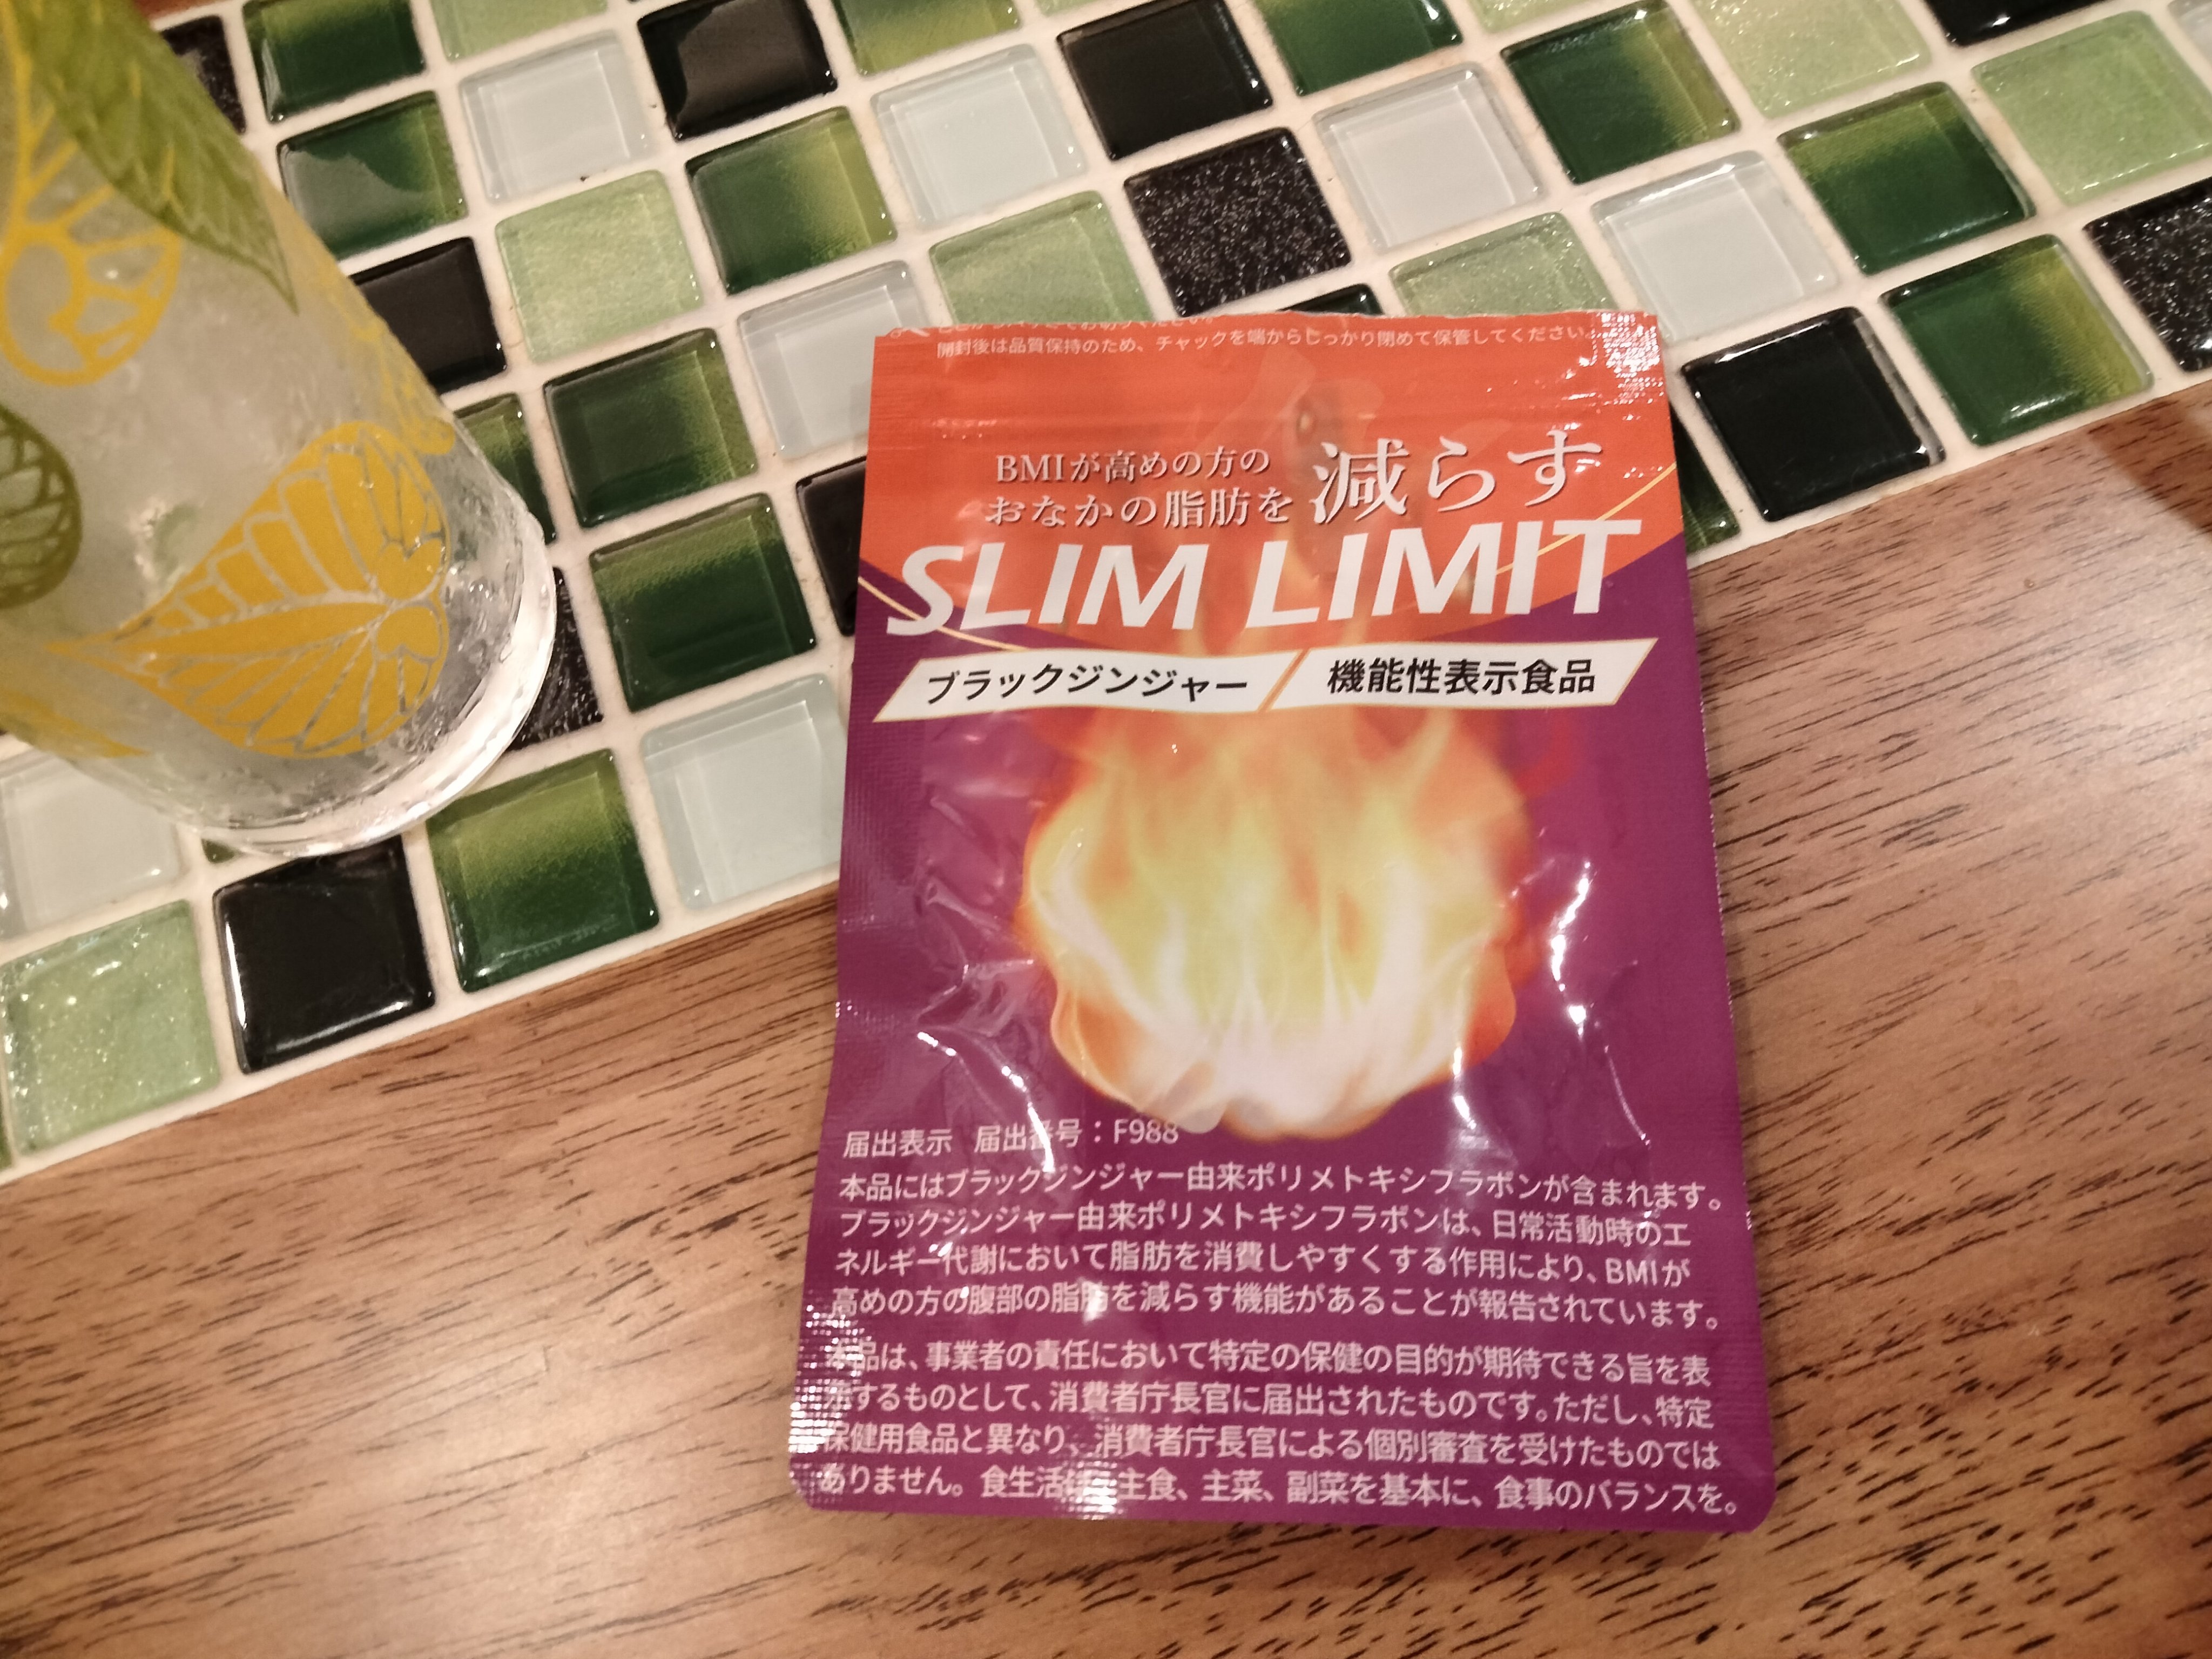 開封後は品質保持のため、チャックを端からしっかり閉めて保管してください。
BMIが高めの方の
おなかの脂肪を 減らす
SLIM LIMIT
ブラックジンジャー 機能性表示食品
届出表示 届出番号：F988
本品にはブラックジンジャー由来ポリメトキシフラボンが含まれます。
ブラックジンジャー由来ポリメトキシフラボンは、日常活動時のエ
ネルギー代謝において脂肪を消費しやすくする作用により、BMIが
高めの方の腹部の脂肪を減らす機能があることが報告されています。
本品は、事業者の責任において特定の保健の目的が期待できる旨を表
示するものとして、消費者庁長官に届出されたものです。ただし、特定
保健用食品と異なり、消費者庁長官による個別審査を受けたものでは
ありません。食生活は、主食、主菜、副菜を基本に、食事のバランスを。